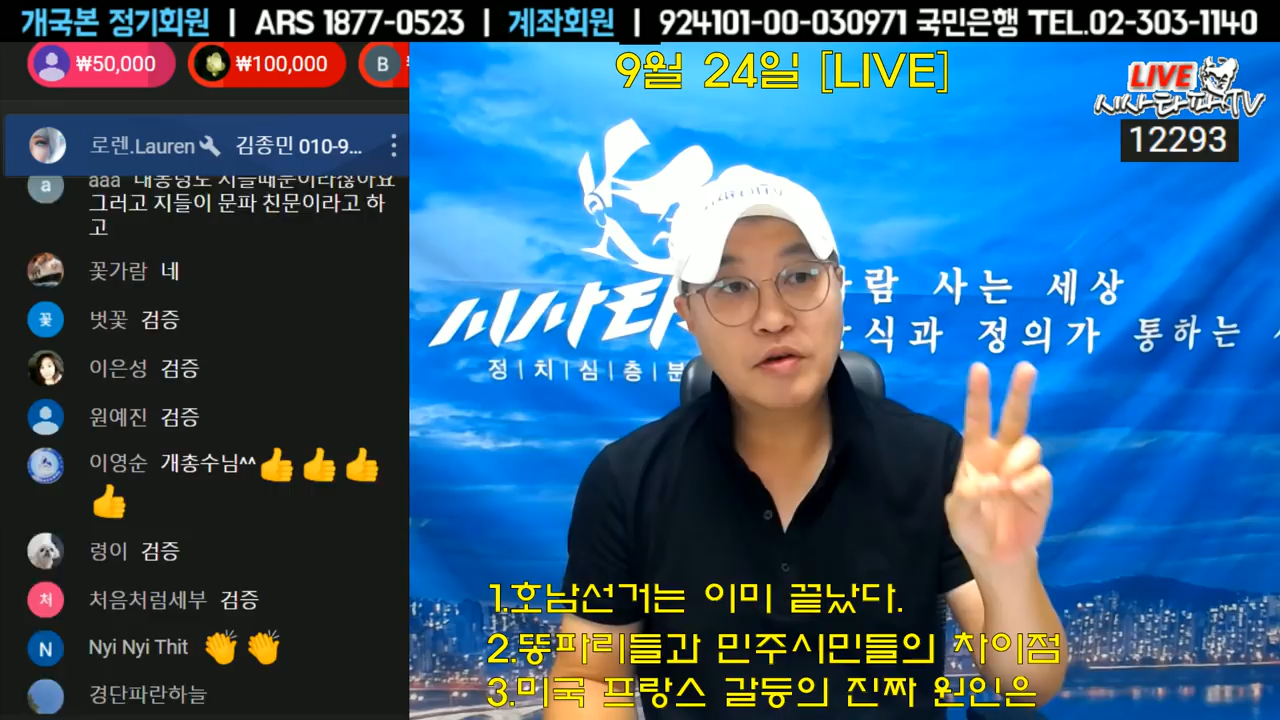 개국본 정기회원 | ARS 1877-0523 | 계좌회원 | 924101-00-030971 국민은행 TEL.02-303-1140
₩50,000
₩100,000
B
9월 24일 [LIVE]
LIVE
시사타파TV
12293
로렌.Lauren 김종민 010-9...
a
aaa 대통령도 지들때문이라잖아요
그러고 지들이 문파 친문이라고 하
고
꽃가람 네
꽃
벗꽃 검증
이은성 검증
원예진 검증
이영순 개총수님^^👍👍👍
👍
령이 검증
처
처음처럼세부 검증
N
Nyi Nyi Thit 👏👏
경단파란하늘
시사타
정|치|심|층|분
람 사는 세상
식과 정의가 통하는
1.호남선거는 이미 끝났다.
2.똥파리들과 민주시민들의 차이점
3.미국 프랑스 갈등의 진짜 원인은